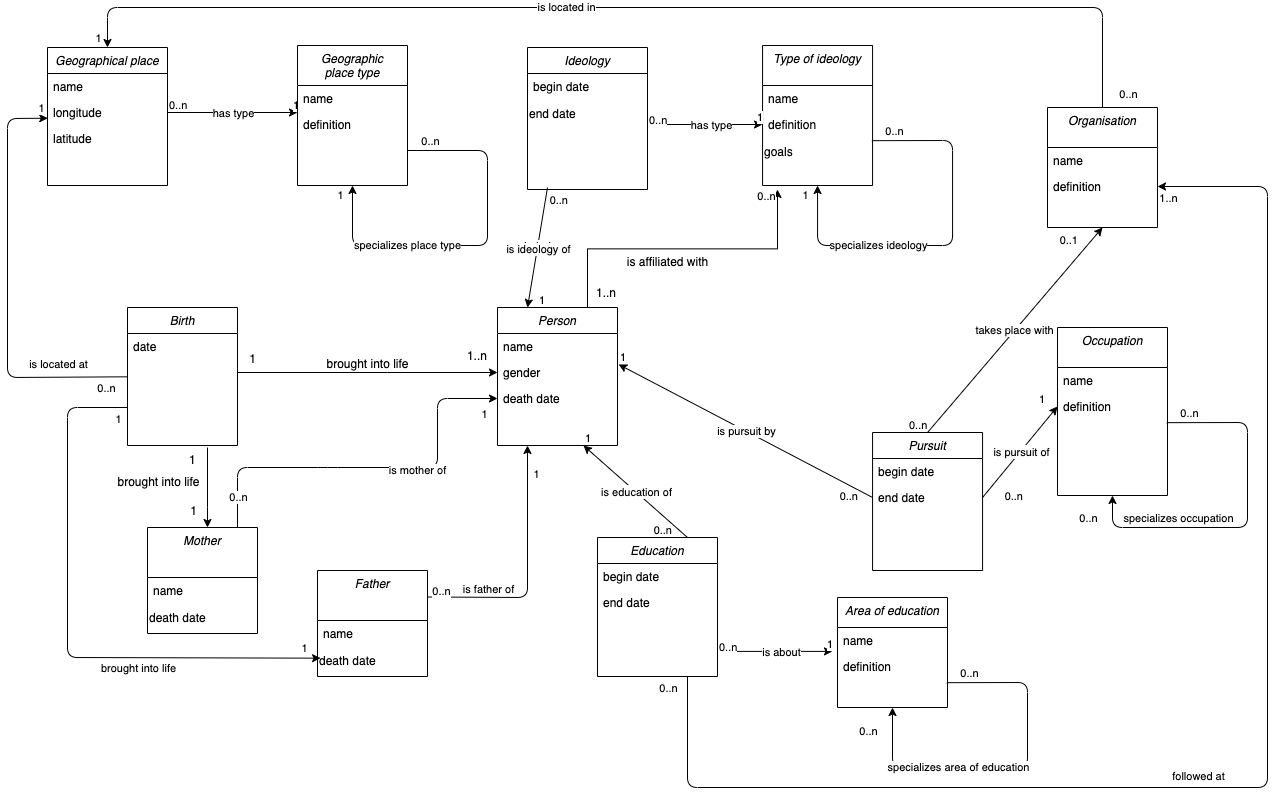 is located in
1
Geographical place
name
longitude
latitude
1
0..n
has type
1
Geographic
place type
name
definition
0..n
1
specializes place type
Ideology
begin date
end date
0..n
has type
1
Type of ideology
name
definition
goals
0..n
0..n
1
specializes ideology
0..n
Organisation
name
definition
1..n
0..1
0..n
is ideology of
1
is affiliated with
1..n
Birth
date
is located at
0..n
1
1
brought into life
1..n
Person
name
gender
death date
1
1
1
1
takes place with
Occupation
name
definition
1
0..n
0..n
specializes occupation
is pursuit by
0..n
0..n
Pursuit
begin date
end date
is pursuit of
0..n
1
brought into life
1
is mother of
0..n
Mother
name
death date
Father
name
death date
0..n
is father of
1
brought into life
is education of
0..n
Education
begin date
end date
0..n
is about
1
0..n
Area of education
name
definition
0..n
0..n
specializes area of education
followed at